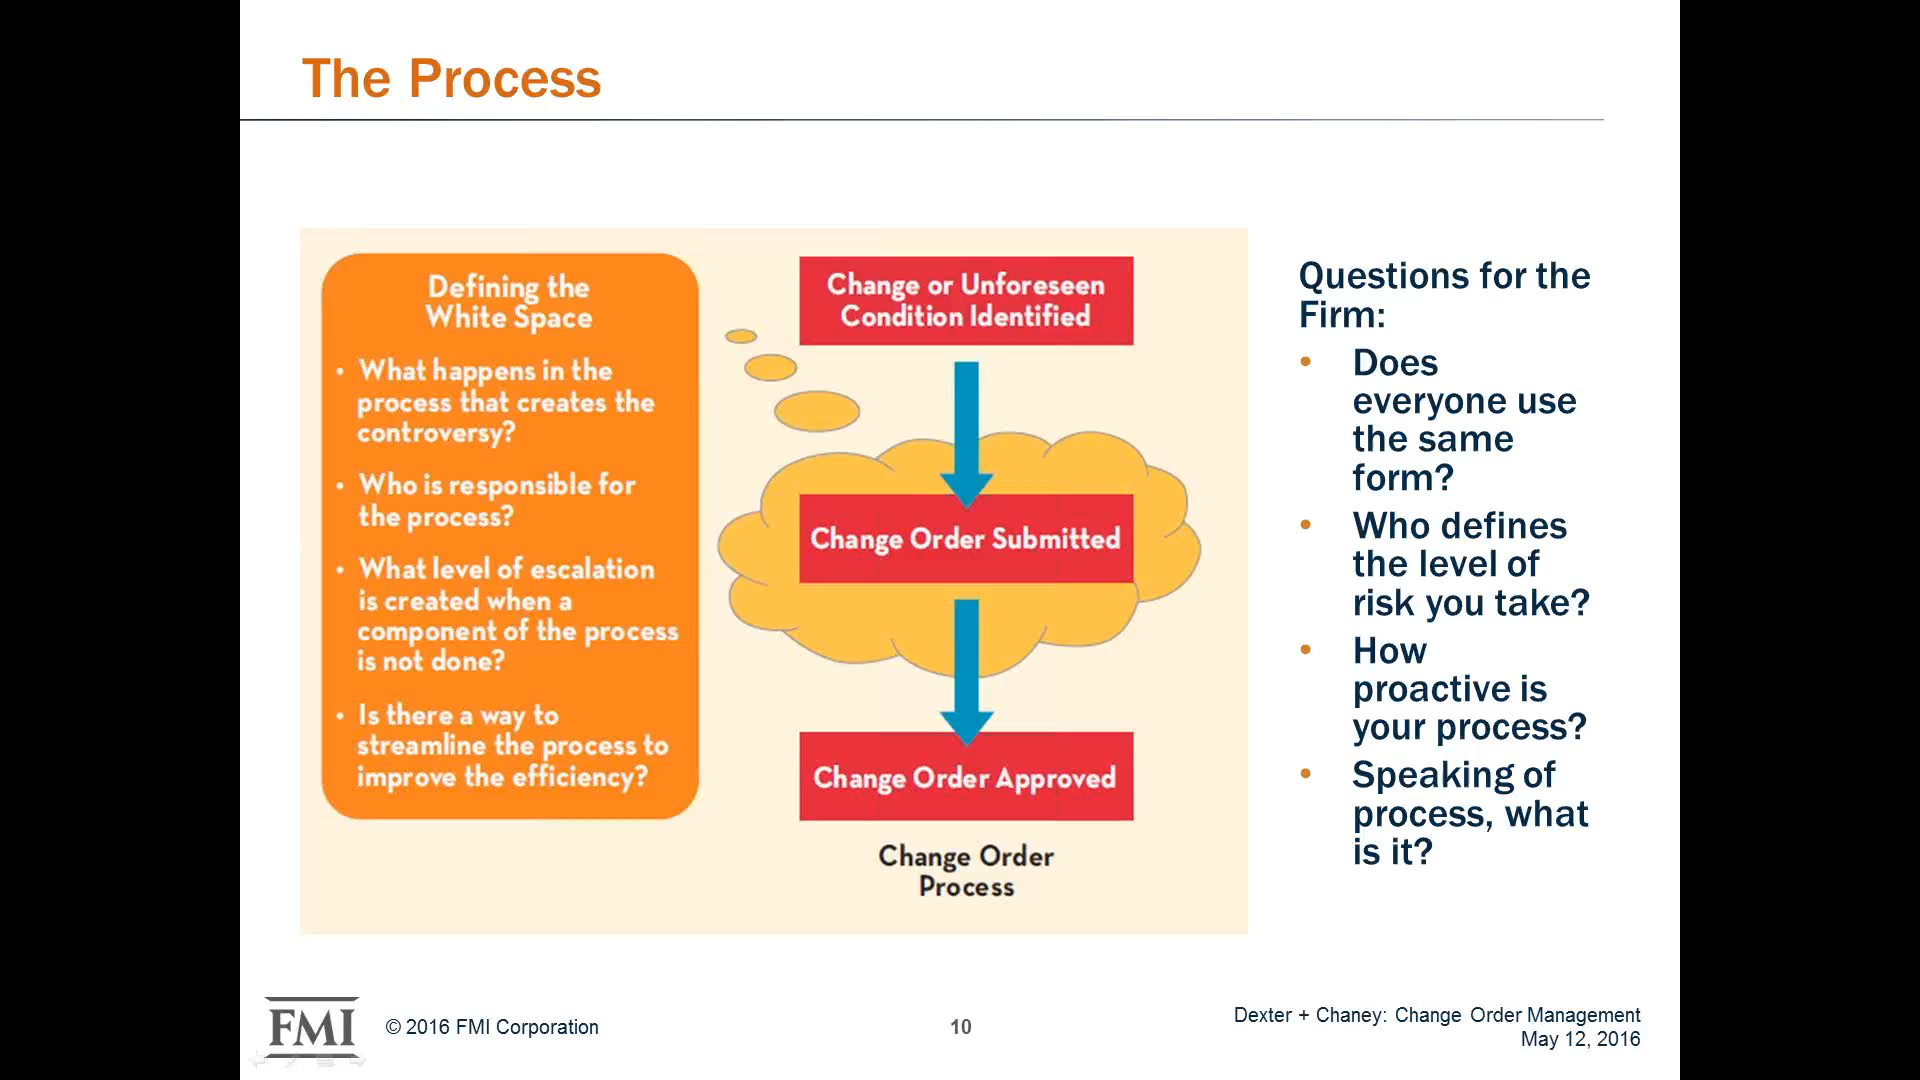 The Process
Defining the
White Space
• What happens in the
process that creates the
controversy?
• Who is responsible for
the process?
• What level of escalation
is created when a
component of the process
is not done?
• Is there a way to
streamline the process to
improve the efficiency?
Change or Unforeseen
Condition Identified
Change Order Submitted
Change Order Approved
Change Order
Process
Questions for the
Firm:
• Does
everyone use
the same
form?
• Who defines
the level of
risk you take?
• How
proactive is
your process?
• Speaking of
process, what
is it?
FMI
© 2016 FMI Corporation
10
Dexter + Chaney: Change Order Management
May 12, 2016